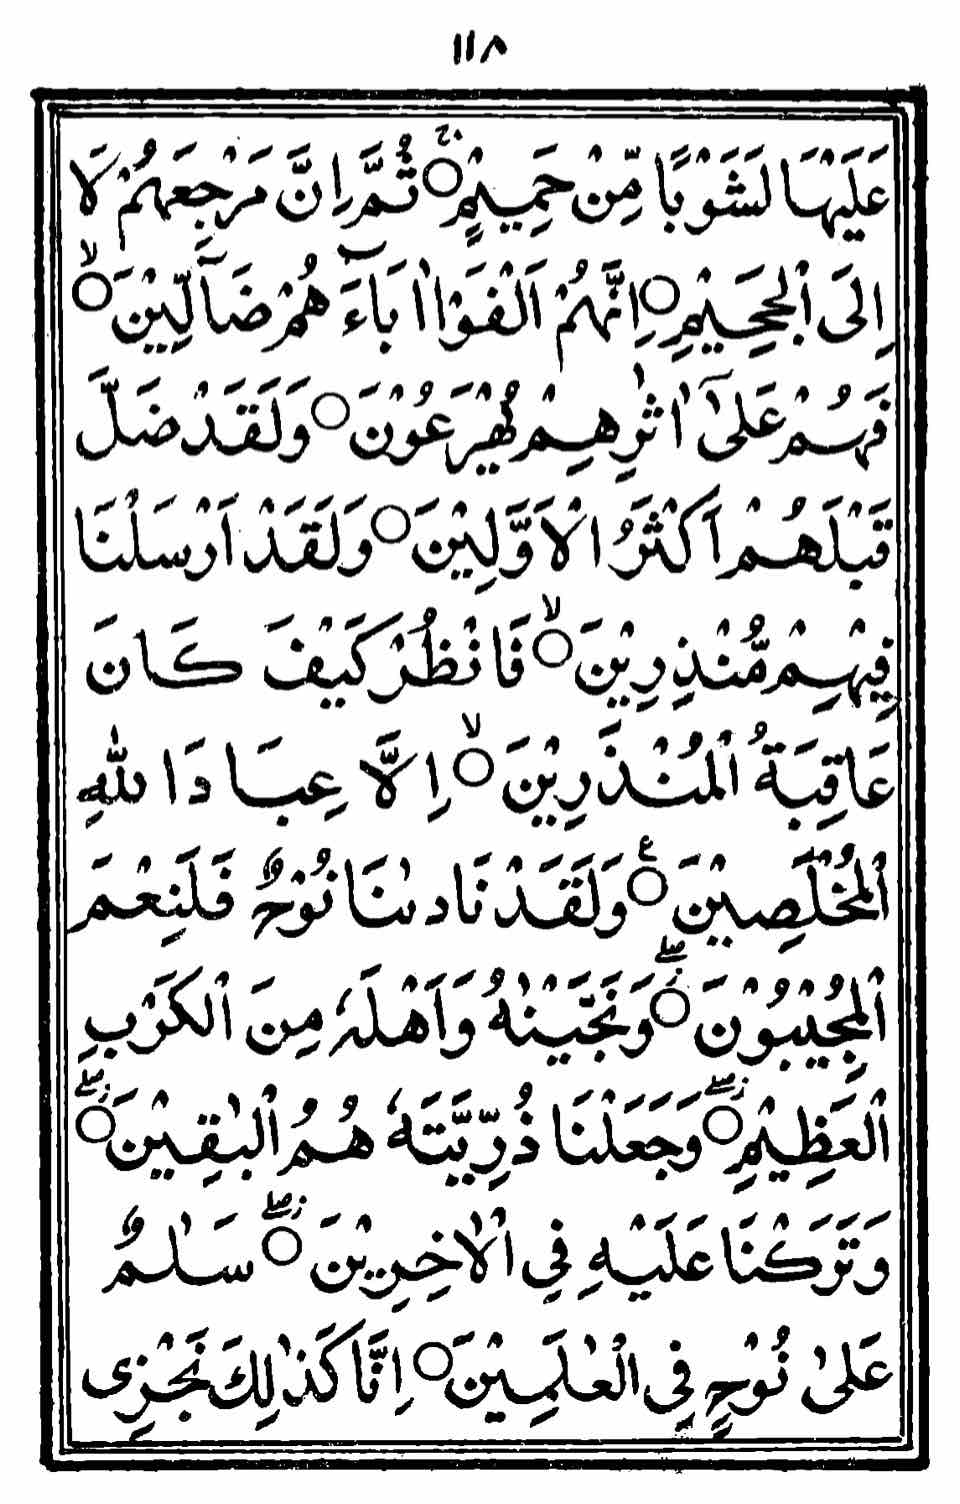 ١١٨
عَلَيْهَا لَشَوْبًا مِّنْ حَمِيْمٍ ۝ ثُمَّ اِنَّ مَرْجِعَهُمْ لَا
اِلَى الْجَحِيْمِ ۝ اِنَّهُمْ اَلْفَوْا اٰبَآءَ هُمْ ضَآلِّيْنَ ۝ۙ
فَهُمْ عَلٰٓى اٰثٰرِهِمْ يُهْرَعُوْنَ ۝ وَلَقَدْ ضَلَّ
قَبْلَهُمْ اَكْثَرُ الْاَوَّلِيْنَ ۝ وَلَقَدْ اَرْسَلْنَا
فِيْهِمْ مُّنْذِرِيْنَ ۝ۙ فَانْظُرْ كَيْفَ كَانَ
عَاقِبَةُ الْمُنْذَرِيْنَ ۝ۙ اِلَّا عِبَادَ اللّٰهِ
الْمُخْلَصِيْنَ ۝ع وَلَقَدْ نَادٰىنَا نُوْحٌ فَلَنِعْمَ
الْمُجِيْبُوْنَ ۝ۖز وَنَجَّيْنٰهُ وَاَهْلَهٗ مِنَ الْكَرْبِ
الْعَظِيْمِ ۝ۖز وَجَعَلْنَا ذُرِّيَّتَهٗ هُمُ الْبٰقِيْنَ ۝ۖز
وَتَرَكْنَا عَلَيْهِ فِى الْاٰخِرِيْنَ ۝ۖز سَلٰمٌ
عَلٰى نُوْحٍ فِى الْعٰلَمِيْنَ ۝ اِنَّا كَذٰلِكَ نَجْزِى